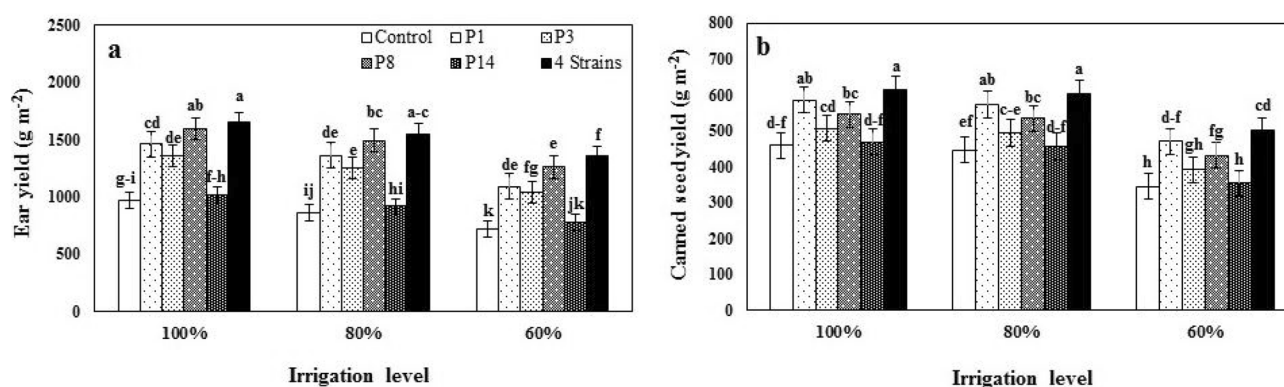 a
Control P1 P3
P8 P14 4 Strains
Ear yield (g m-2)
2500
2000
1500
1000
500
0
g-i cd de ab f-h a
ij de e bc hi a-c
k de fg e jk f
100% 80% 60%
Irrigation level
b
Canned seed yield (g m-2)
800
700
600
500
400
300
200
100
0
d-f ab cd bc d-f a
ef ab c-e bc d-f a
h d-f gh fg h cd
100% 80% 60%
Irrigation level